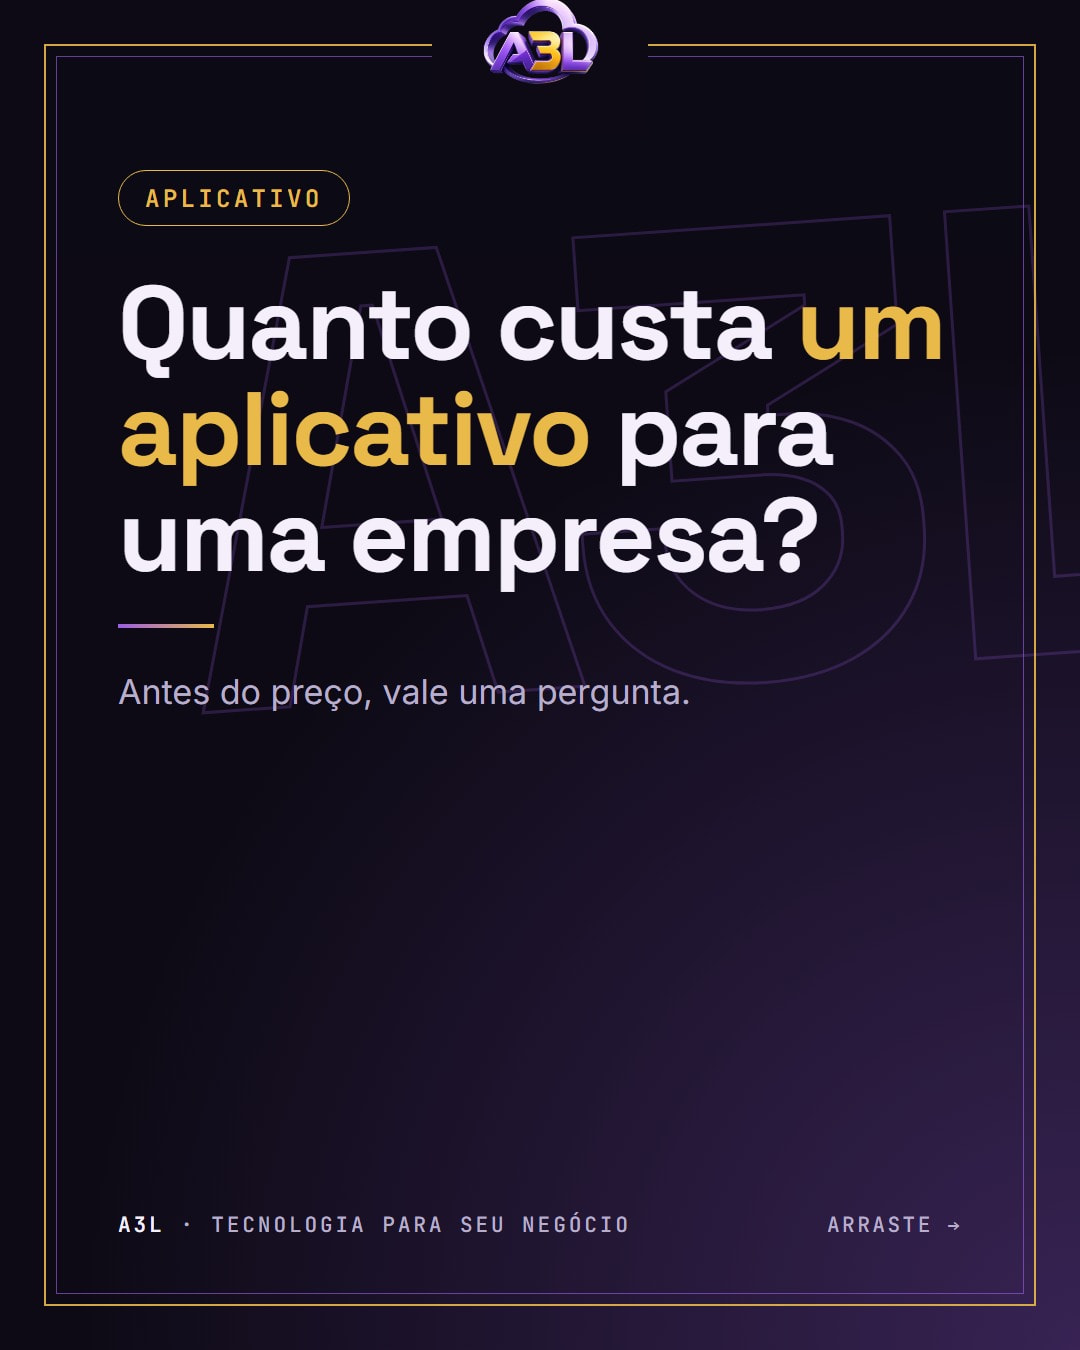 A3L
APLICATIVO
Quanto custa um
aplicativo para
uma empresa?
Antes do preço, vale uma pergunta.
A3L · TECNOLOGIA PARA SEU NEGÓCIO
ARRASTE →